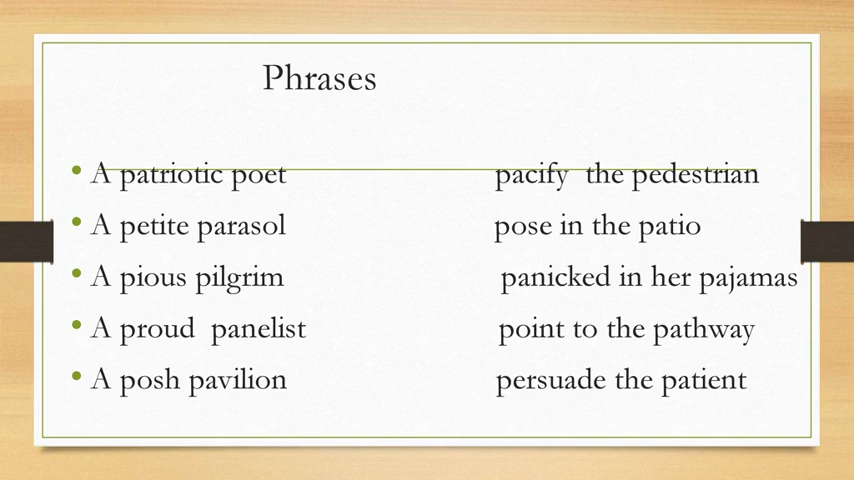 Phrases
• A patriotic poet pacify the pedestrian
• A petite parasol pose in the patio
• A pious pilgrim panicked in her pajamas
• A proud panelist point to the pathway
• A posh pavilion persuade the patient